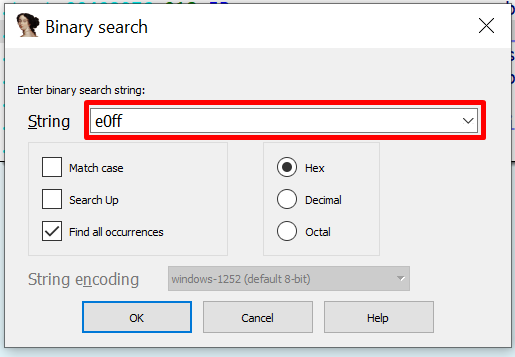 Binary search
Enter binary search string:
String e0ff
Match case
Search Up
Find all occurrences
Hex
Decimal
Octal
String encoding windows-1252 (default 8-bit)
OK Cancel Help